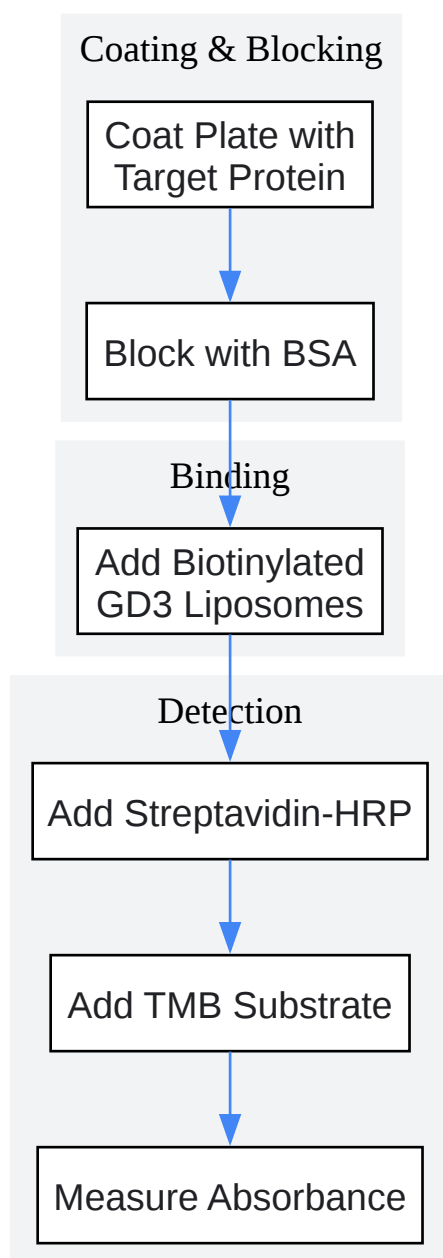 Coating & Blocking
Coat Plate with
Target Protein
Block with BSA
Binding
Add Biotinylated
GD3 Liposomes
Detection
Add Streptavidin-HRP
Add TMB Substrate
Measure Absorbance